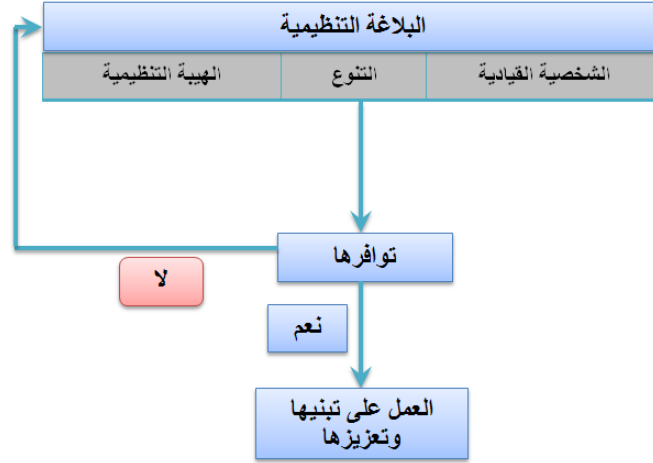 البلاغة التنظيمية
الشخصية القيادية
التنوع
الهيبة التنظيمية
توافرها
لا
نعم
العمل على تبنيها
وتعزيزها